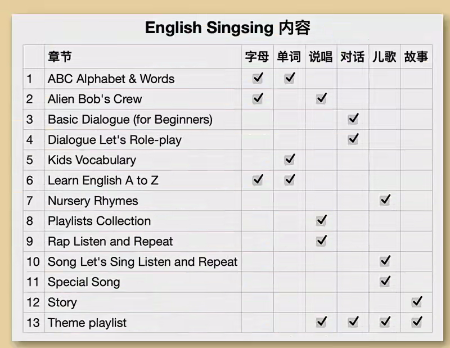 English Singsing 内容
章节 字母 单词 说唱 对话 儿歌 故事
1 ABC Alphabet & Words ✓ ✓
2 Alien Bob's Crew ✓ ✓
3 Basic Dialogue (for Beginners) ✓
4 Dialogue Let's Role-play ✓
5 Kids Vocabulary ✓
6 Learn English A to Z ✓ ✓
7 Nursery Rhymes ✓
8 Playlists Collection ✓
9 Rap Listen and Repeat ✓
10 Song Let's Sing Listen and Repeat ✓
11 Special Song ✓
12 Story ✓
13 Theme playlist ✓ ✓ ✓ ✓